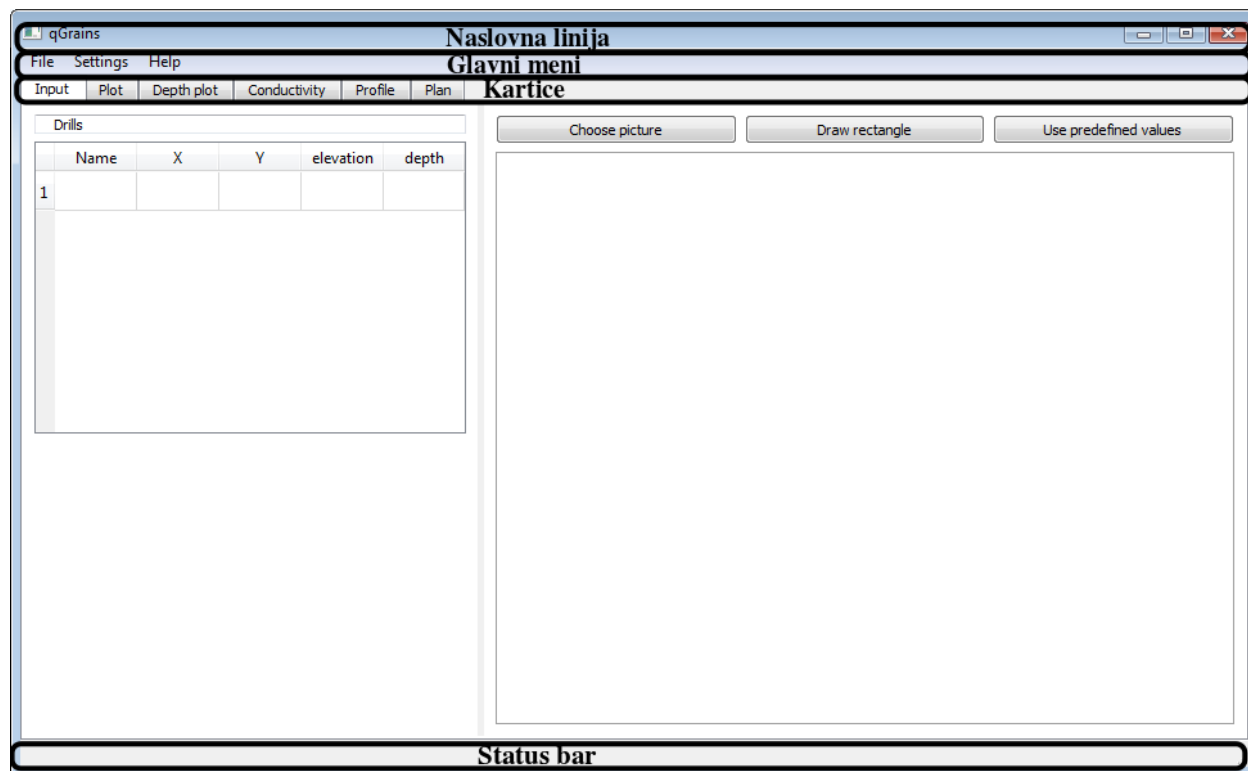 qGrains Naslovna linija
File Settings Help Glavni meni
Input Plot Depth plot Conductivity Profile Plan Kartice
Drills
Choose picture Draw rectangle Use predefined values
Name X Y elevation depth
1
Status bar